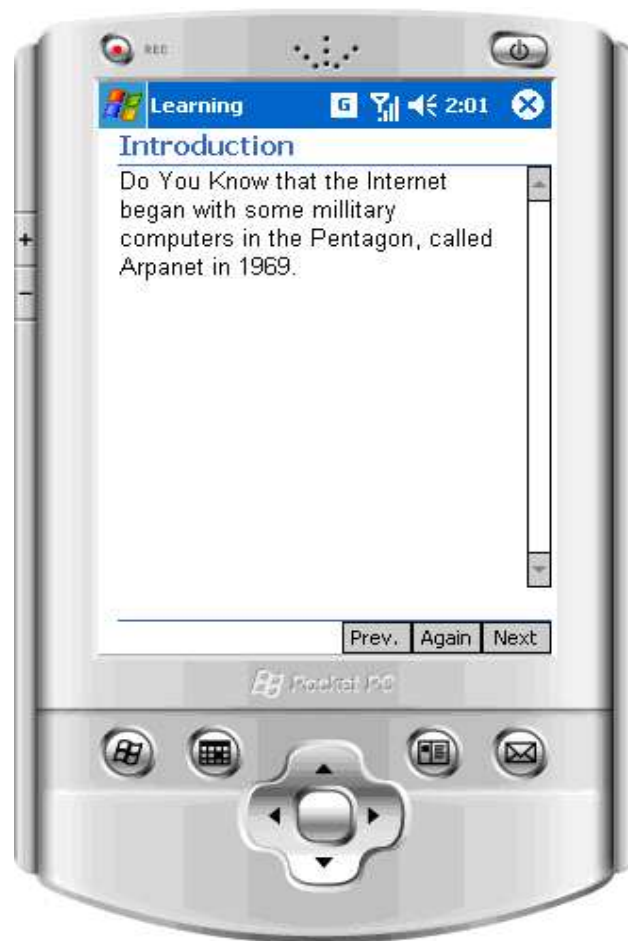 REC
Learning G 2:01
Introduction
Do You Know that the Internet
began with some millitary
computers in the Pentagon, called
Arpanet in 1969.
Prev. Again Next
Pocket PC
+
-